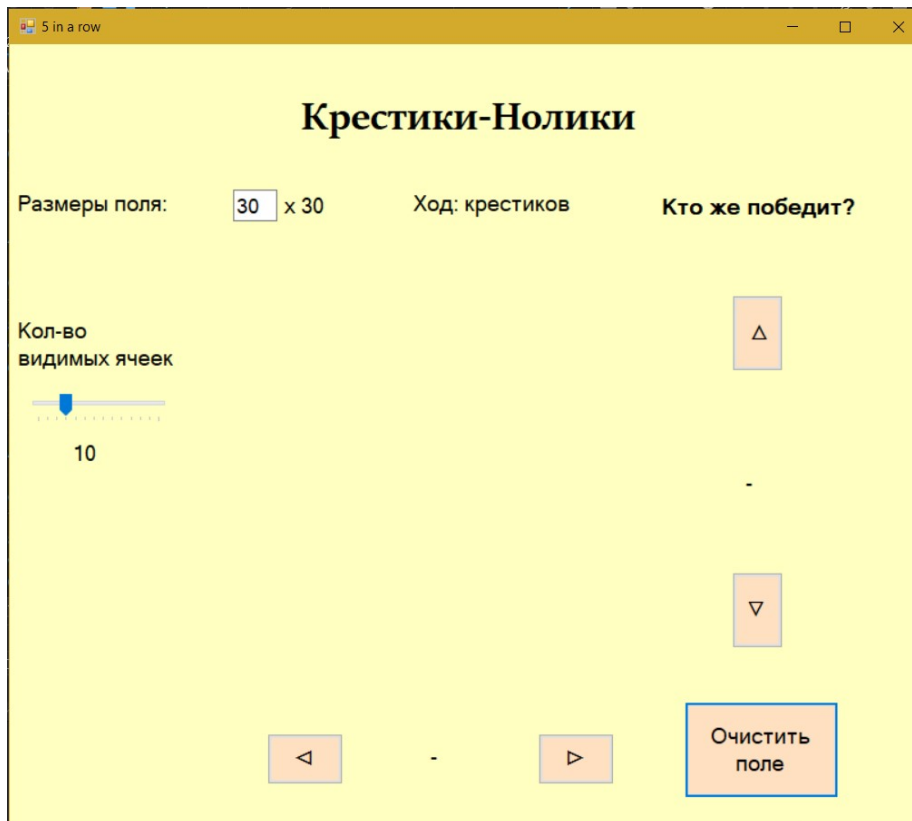 5 in a row
Крестики-Нолики
Размеры поля:
30 x 30
Ход: крестиков
Кто же победит?
Кол-во
видимых ячеек
10
-
-
Очистить
поле